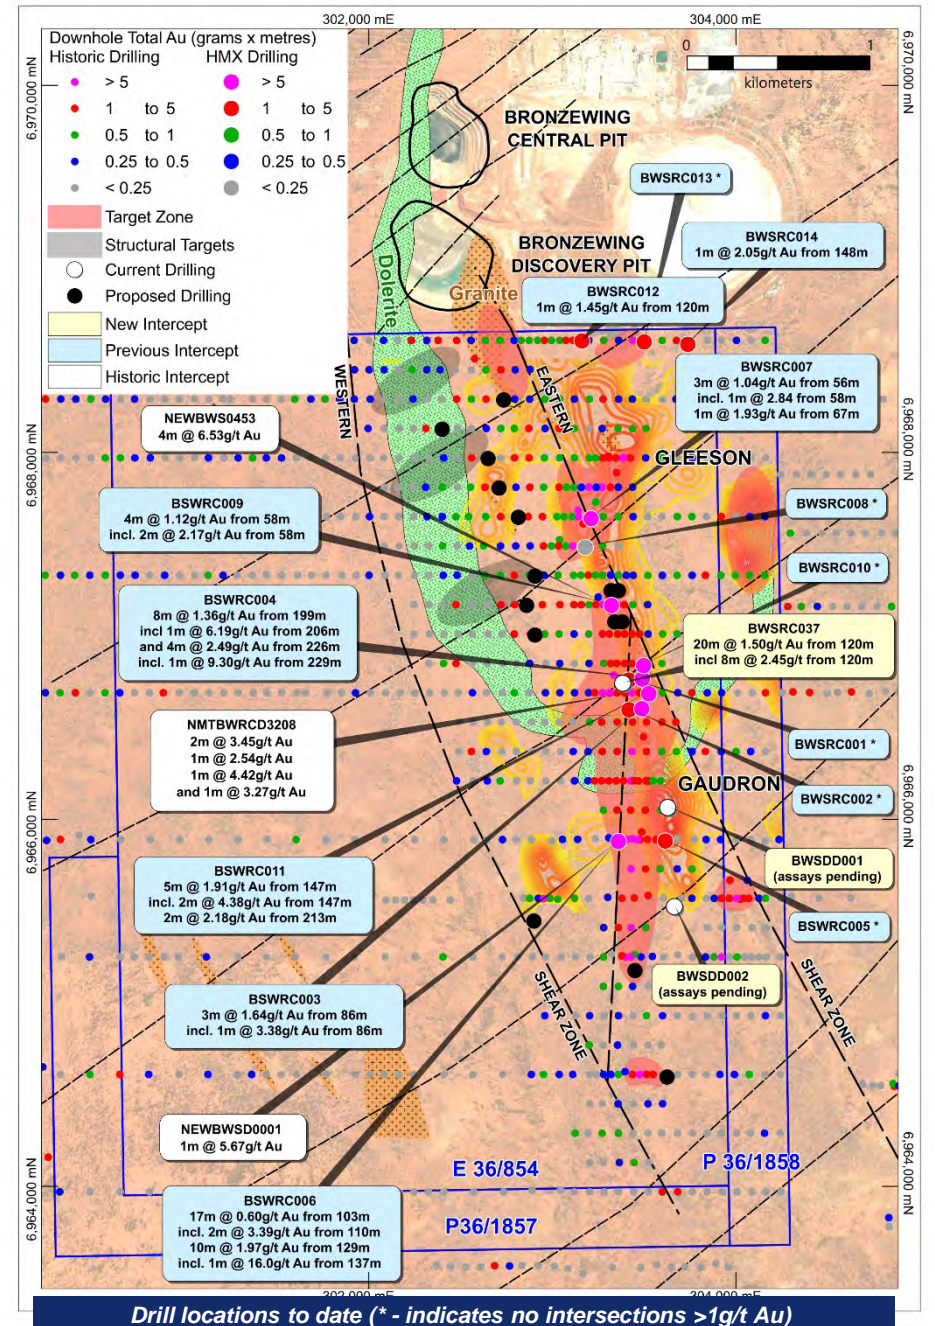 302,000 mE
304,000 mE
Downhole Total Au (grams x metres)
Historic Drilling
HMX Drilling
> 5
> 5
1 to 5
1 to 5
0.5 to 1
0.5 to 1
0.25 to 0.5
0.25 to 0.5
< 0.25
< 0.25
Target Zone
Structural Targets
Current Drilling
Proposed Drilling
New Intercept
Previous Intercept
Historic Intercept
0
1
kilometers
6,970,000 mN
6,970,000 mN
BRONZEWING
CENTRAL PIT
BWSRC013 *
BWSRC014
1m @ 2.05g/t Au from 148m
BRONZEWING
DISCOVERY PIT
Dolerite
Granite
BWSRC012
1m @ 1.45g/t Au from 120m
WESTERN
EASTERN
BWSRC007
3m @ 1.04g/t Au from 56m
incl. 1m @ 2.84 from 58m
1m @ 1.93g/t Au from 67m
NEWBWS0453
4m @ 6.53g/t Au
6,968,000 mN
6,968,000 mN
GLEESON
BSWRC009
4m @ 1.12g/t Au from 58m
incl. 2m @ 2.17g/t Au from 58m
BWSRC008 *
BWSRC010 *
BSWRC004
8m @ 1.36g/t Au from 199m
incl 1m @ 6.19g/t Au from 206m
and 4m @ 2.49g/t Au from 226m
incl. 1m @ 9.30g/t Au from 229m
BWSRC037
20m @ 1.50g/t Au from 120m
incl 8m @ 2.45g/t from 120m
NMTBWRCD3208
2m @ 3.45g/t Au
1m @ 2.54g/t Au
1m @ 4.42g/t Au
and 1m @ 3.27g/t Au
BWSRC001 *
GAUDRON
BWSRC002 *
6,966,000 mN
6,966,000 mN
BWSDD001
(assays pending)
BSWRC011
5m @ 1.91g/t Au from 147m
incl. 2m @ 4.38g/t Au from 147m
2m @ 2.18g/t Au from 213m
BSWRC005 *
BWSDD002
(assays pending)
SHEAR ZONE
SHEAR ZONE
BSWRC003
3m @ 1.64g/t Au from 86m
incl. 1m @ 3.38g/t Au from 86m
NEWBWSD0001
1m @ 5.67g/t Au
E 36/854
P 36/1858
6,964,000 mN
6,964,000 mN
BSWRC006
17m @ 0.60g/t Au from 103m
incl. 2m @ 3.39g/t Au from 110m
10m @ 1.97g/t Au from 129m
incl. 1m @ 16.0g/t Au from 137m
P36/1857
302,000 mE
304,000 mE
Drill locations to date (* - indicates no intersections >1g/t Au)